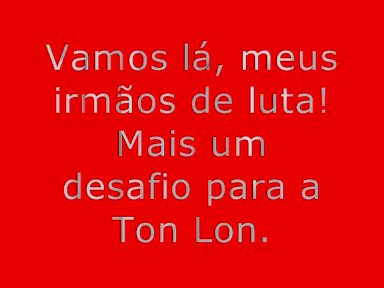 Vamos lá, meus
irmãos de luta!
Mais um
desafio para a
Ton Lon.